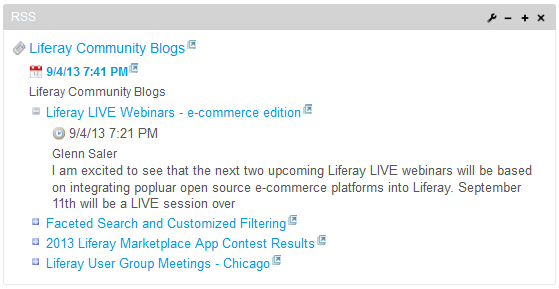 RSS
Liferay Community Blogs
9/4/13 7:41 PM
Liferay Community Blogs
Liferay LIVE Webinars - e-commerce edition
9/4/13 7:21 PM
Glenn Saler
I am excited to see that the next two upcoming Liferay LIVE webinars will be based
on integrating popluar open source e-commerce platforms into Liferay. September
11th will be a LIVE session over
Faceted Search and Customized Filtering
2013 Liferay Marketplace App Contest Results
Liferay User Group Meetings - Chicago